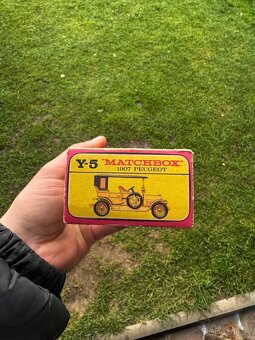 Y-5 "MATCHBOX"
1907 PEUGEOT